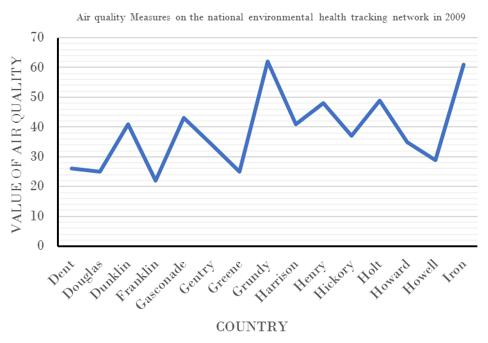 Air quality Measures on the national environmental health tracking network in 2009
VALUE OF AIR QUALITY
70
60
50
40
30
20
10
0
Dent
Douglas
Dunklin
Franklin
Gasconade
Gentry
Greene
Grundy
Harrison
Henry
Hickory
Holt
Howard
Howell
Iron
COUNTRY